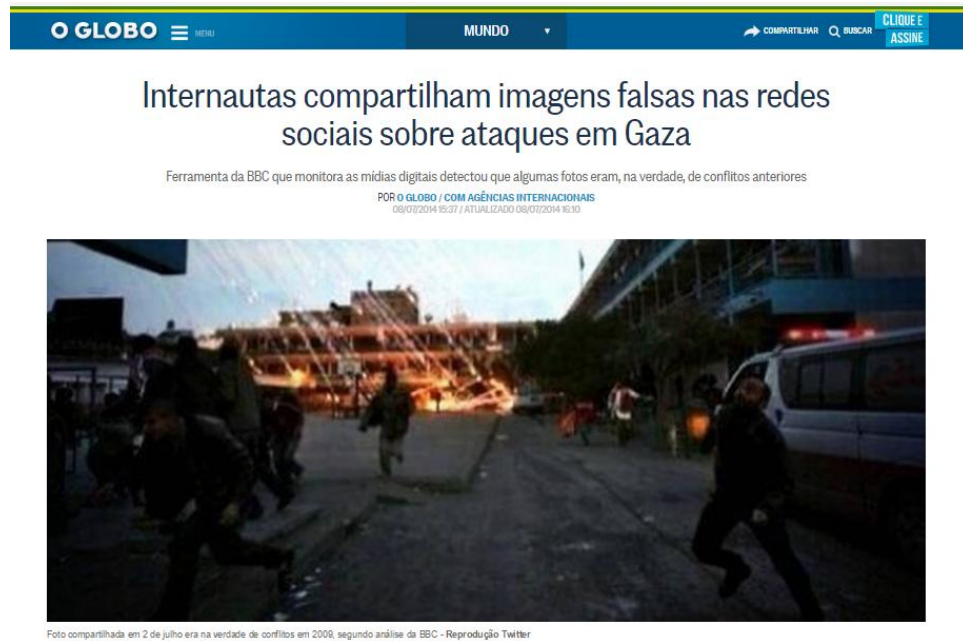 O GLOBO MENU MUNDO COMPARTILHAR BUSCAR CLIQUE E
ASSINE
Internautas compartilham imagens falsas nas redes
sociais sobre ataques em Gaza
Ferramenta da BBC que monitora as mídias digitais detectou que algumas fotos eram, na verdade, de conflitos anteriores
POR O GLOBO / COM AGÊNCIAS INTERNACIONAIS
08/07/2014 15:37 / ATUALIZADO 08/07/2014 16:10
Foto compartilhada em 2 de julho era na verdade de conflitos em 2009, segundo análise da BBC - Reprodução Twitter